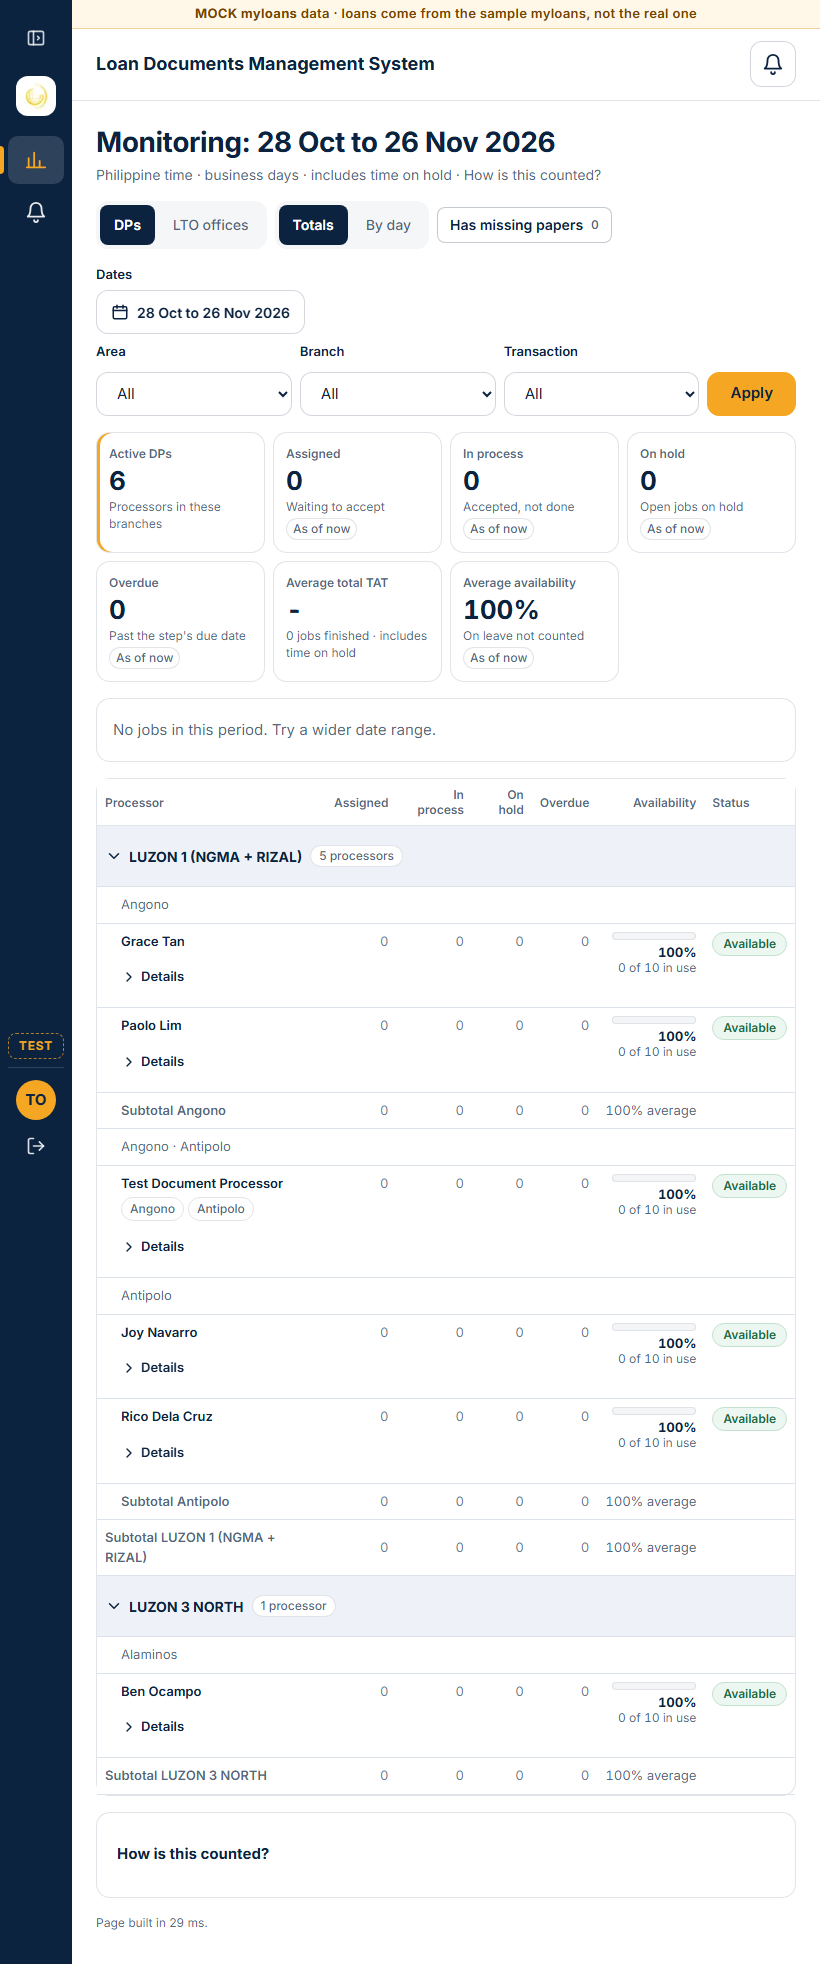 MOCK myloans data · loans come from the sample myloans, not the real one
Loan Documents Management System
Monitoring: 28 Oct to 26 Nov 2026
Philippine time · business days · includes time on hold · How is this counted?
DPs LTO offices Totals By day Has missing papers 0
Dates
28 Oct to 26 Nov 2026
Area Branch Transaction
All All All Apply
Active DPs
6
Processors in these
branches
Assigned
0
Waiting to accept
As of now
In process
0
Accepted, not done
As of now
On hold
0
Open jobs on hold
As of now
Overdue
0
Past the step's due date
As of now
Average total TAT
-
0 jobs finished · includes
time on hold
Average availability
100%
On leave not counted
As of now
No jobs in this period. Try a wider date range.
Processor Assigned In process On hold Overdue Availability Status
LUZON 1 (NGMA + RIZAL) 5 processors
Angono
Grace Tan 0 0 0 0 100% Available
0 of 10 in use
Details
Paolo Lim 0 0 0 0 100% Available
0 of 10 in use
Details
Subtotal Angono 0 0 0 0 100% average
Angono · Antipolo
Test Document Processor 0 0 0 0 100% Available
Angono Antipolo 0 of 10 in use
Details
Antipolo
Joy Navarro 0 0 0 0 100% Available
0 of 10 in use
Details
Rico Dela Cruz 0 0 0 0 100% Available
0 of 10 in use
Details
Subtotal Antipolo 0 0 0 0 100% average
Subtotal LUZON 1 (NGMA +
RIZAL) 0 0 0 0 100% average
LUZON 3 NORTH 1 processor
Alaminos
Ben Ocampo 0 0 0 0 100% Available
0 of 10 in use
Details
Subtotal LUZON 3 NORTH 0 0 0 0 100% average
How is this counted?
Page built in 29 ms.
TEST
TO